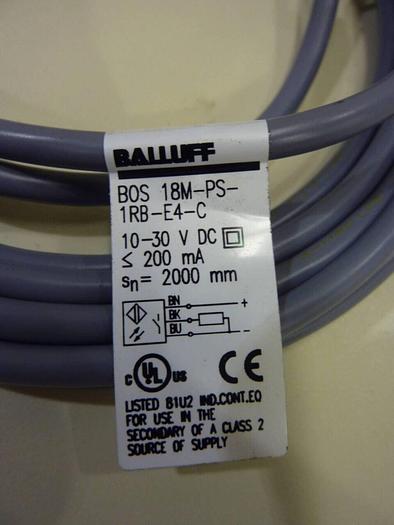 BALLUFF
BOS 18M-PS-
1RB-E4-C
10-30 V DC
≤ 200 mA
sn= 2000 mm
BN +
BK
BU -
C UL US CE
LISTED 81U2 IND.CONT.EQ
FOR USE IN THE
SECONDARY OF A CLASS 2
SOURCE OF SUPPLY